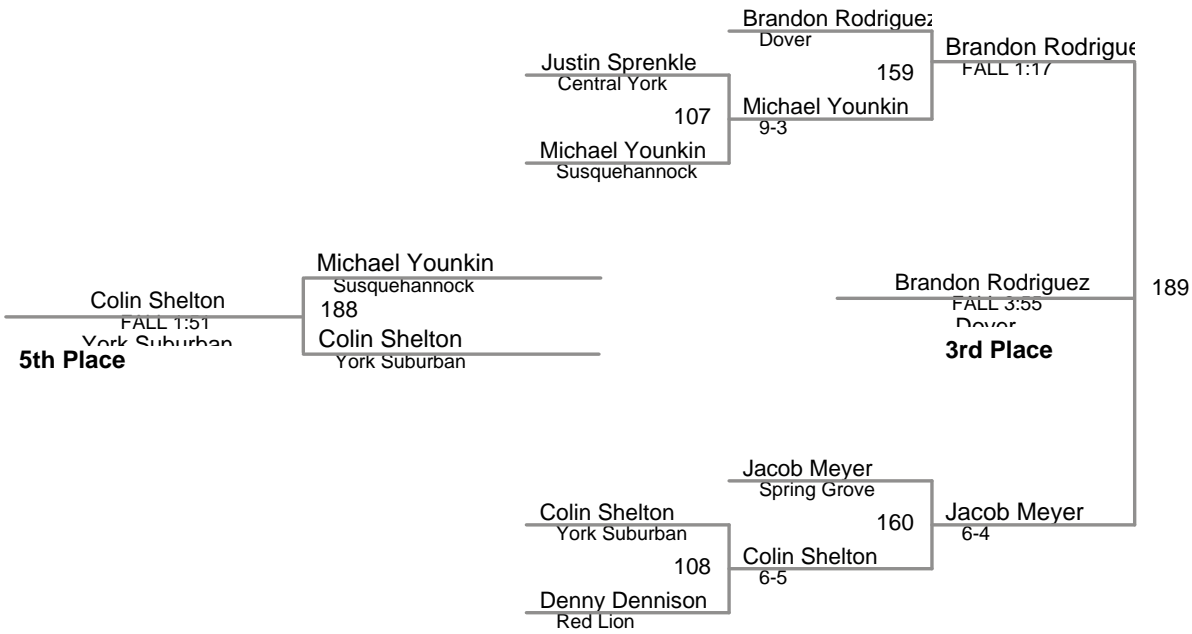 Brandon Rodriguez
Dover
Brandon Rodrigue
FALL 1:17
Justin Sprenkle
Central York
159
107
Michael Younkin
9-3
Michael Younkin
Susquehannock
Michael Younkin
Susquehannock
Colin Shelton
FALL 1:51
York Suburban
5th Place
188
Colin Shelton
York Suburban
Brandon Rodriguez
FALL 3:55
Dover
3rd Place
189
Jacob Meyer
Spring Grove
Colin Shelton
York Suburban
160
Jacob Meyer
6-4
108
Colin Shelton
6-5
Denny Dennison
Red Lion